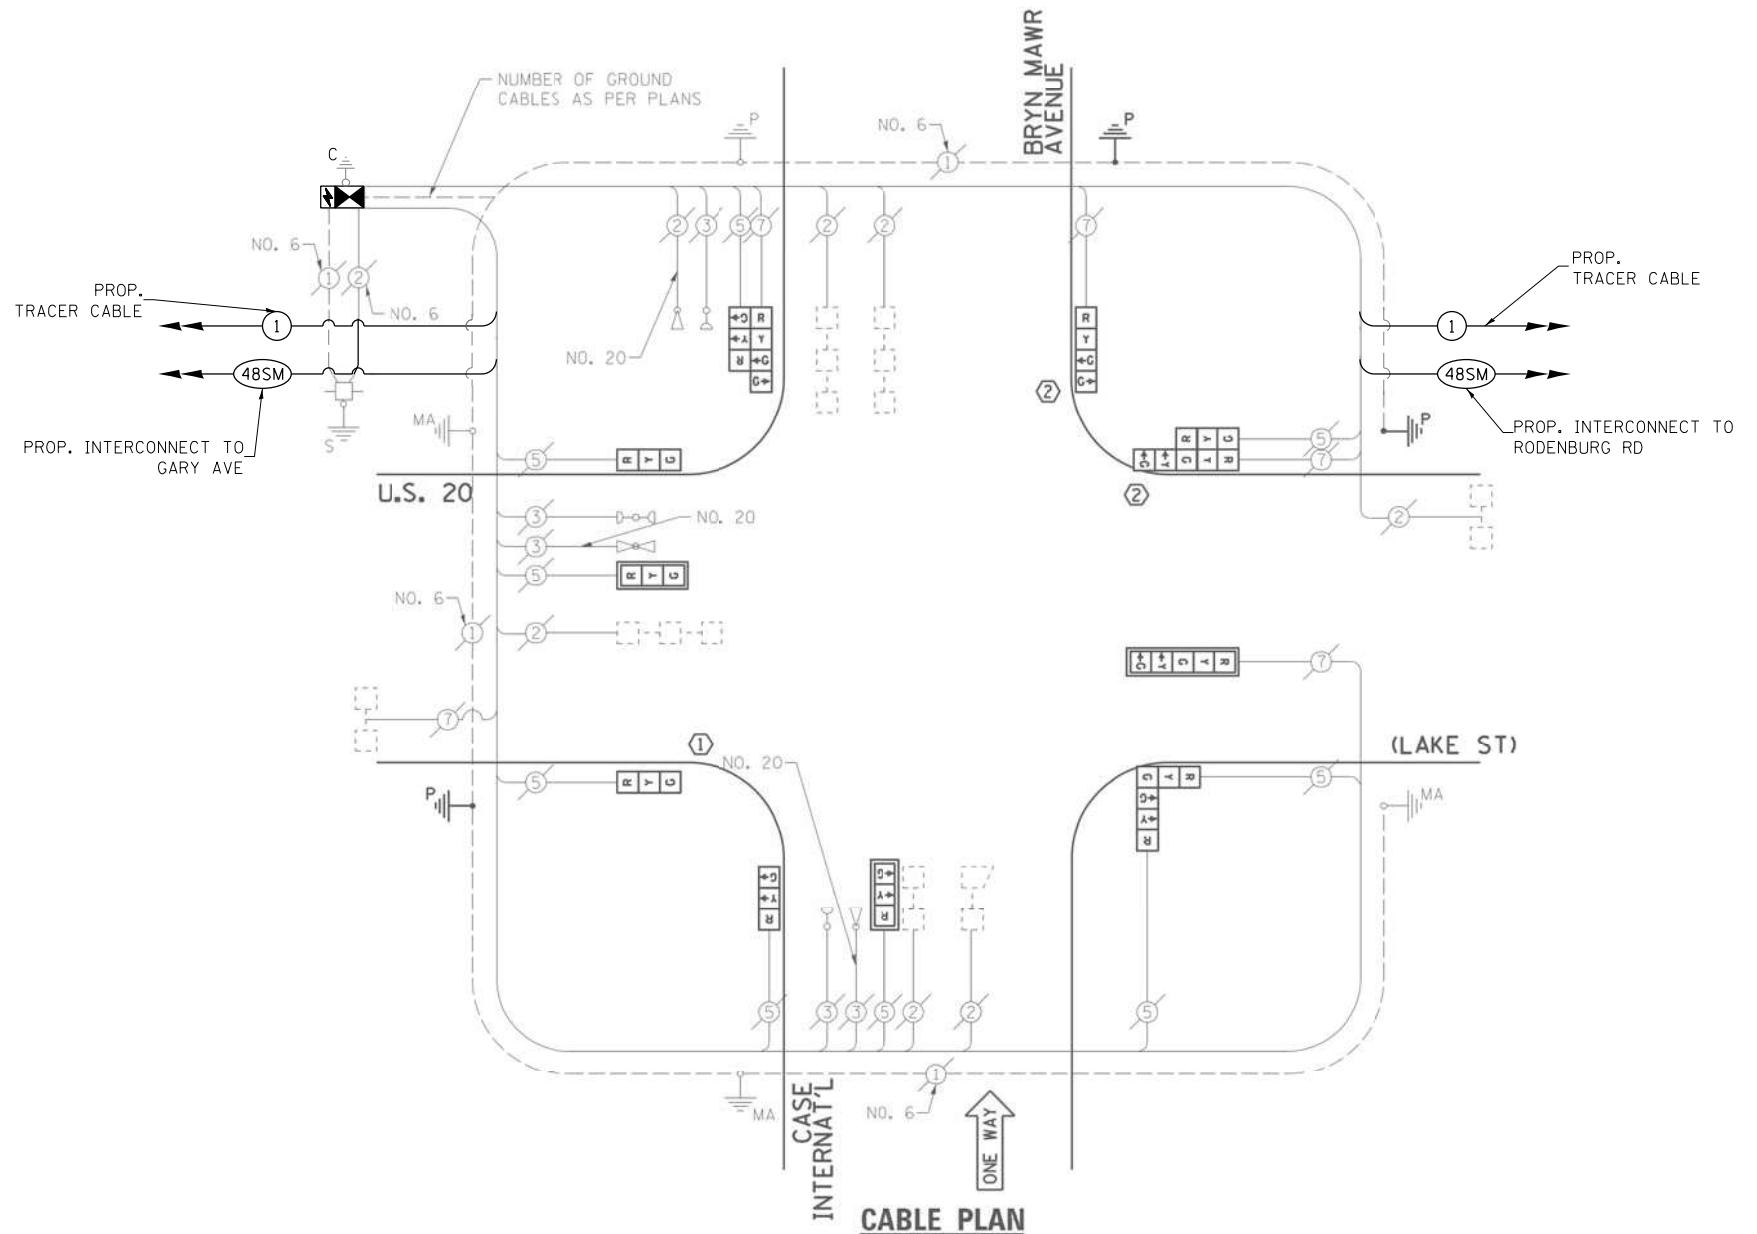 BRYN MAWR
AVENUE
NUMBER OF GROUND
CABLES AS PER PLANS
P
NO. 6
1
P
C
2
3
5
7
2
2
7
NO. 6
1
2
NO. 6
PROP.
TRACER CABLE
1
48SM
PROP. INTERCONNECT TO
GARY AVE
S
MA
NO. 20
G R
Y Y
R G
G
R
Y
G
G
2
PROP.
TRACER CABLE
1
48SM
PROP. INTERCONNECT TO
RODENBURG RD
P
5
R Y G
R Y G
5
G Y G Y R
7
U.S. 20
2
2
3
NO. 20
3
5
R Y G
NO. 6
1
2
G Y G Y R
7
7
1
NO. 20
(LAKE ST)
P
5
R Y G
G Y R
5
G
Y
R
MA
G
Y
R
G
Y
R
5
3
3
5
2
2
5
1
MA
NO. 6
CASE
INTERNAT'L
ONE WAY
CABLE PLAN